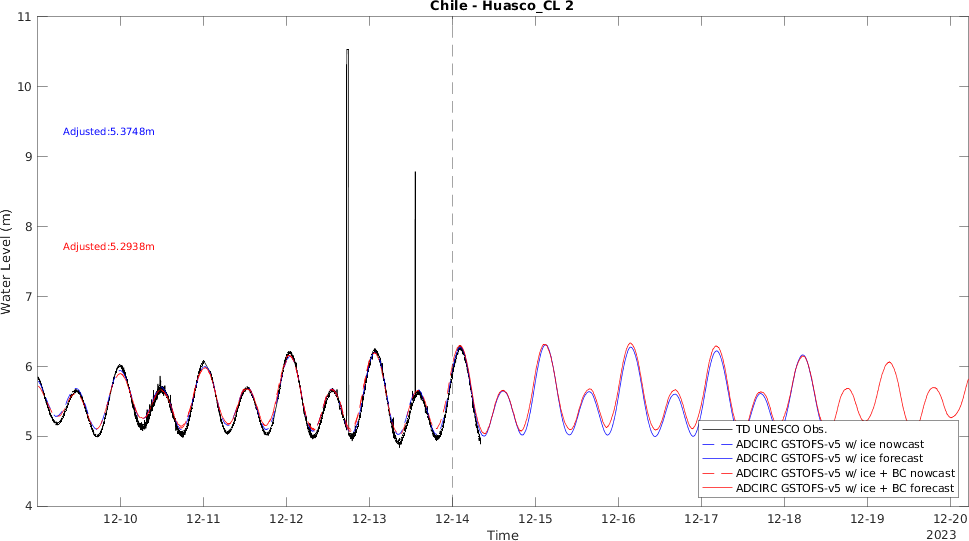 Chile - Huasco_CL 2
11
10
9
8
7
6
5
4
Water Level (m)
Adjusted:5.3748m
Adjusted:5.2938m
TD UNESCO Obs.
ADCIRC GSTOFS-v5 w/ ice nowcast
ADCIRC GSTOFS-v5 w/ ice forecast
ADCIRC GSTOFS-v5 w/ ice + BC nowcast
ADCIRC GSTOFS-v5 w/ ice + BC forecast
12-10 12-11 12-12 12-13 12-14 12-15 12-16 12-17 12-18 12-19 12-20
Time
2023